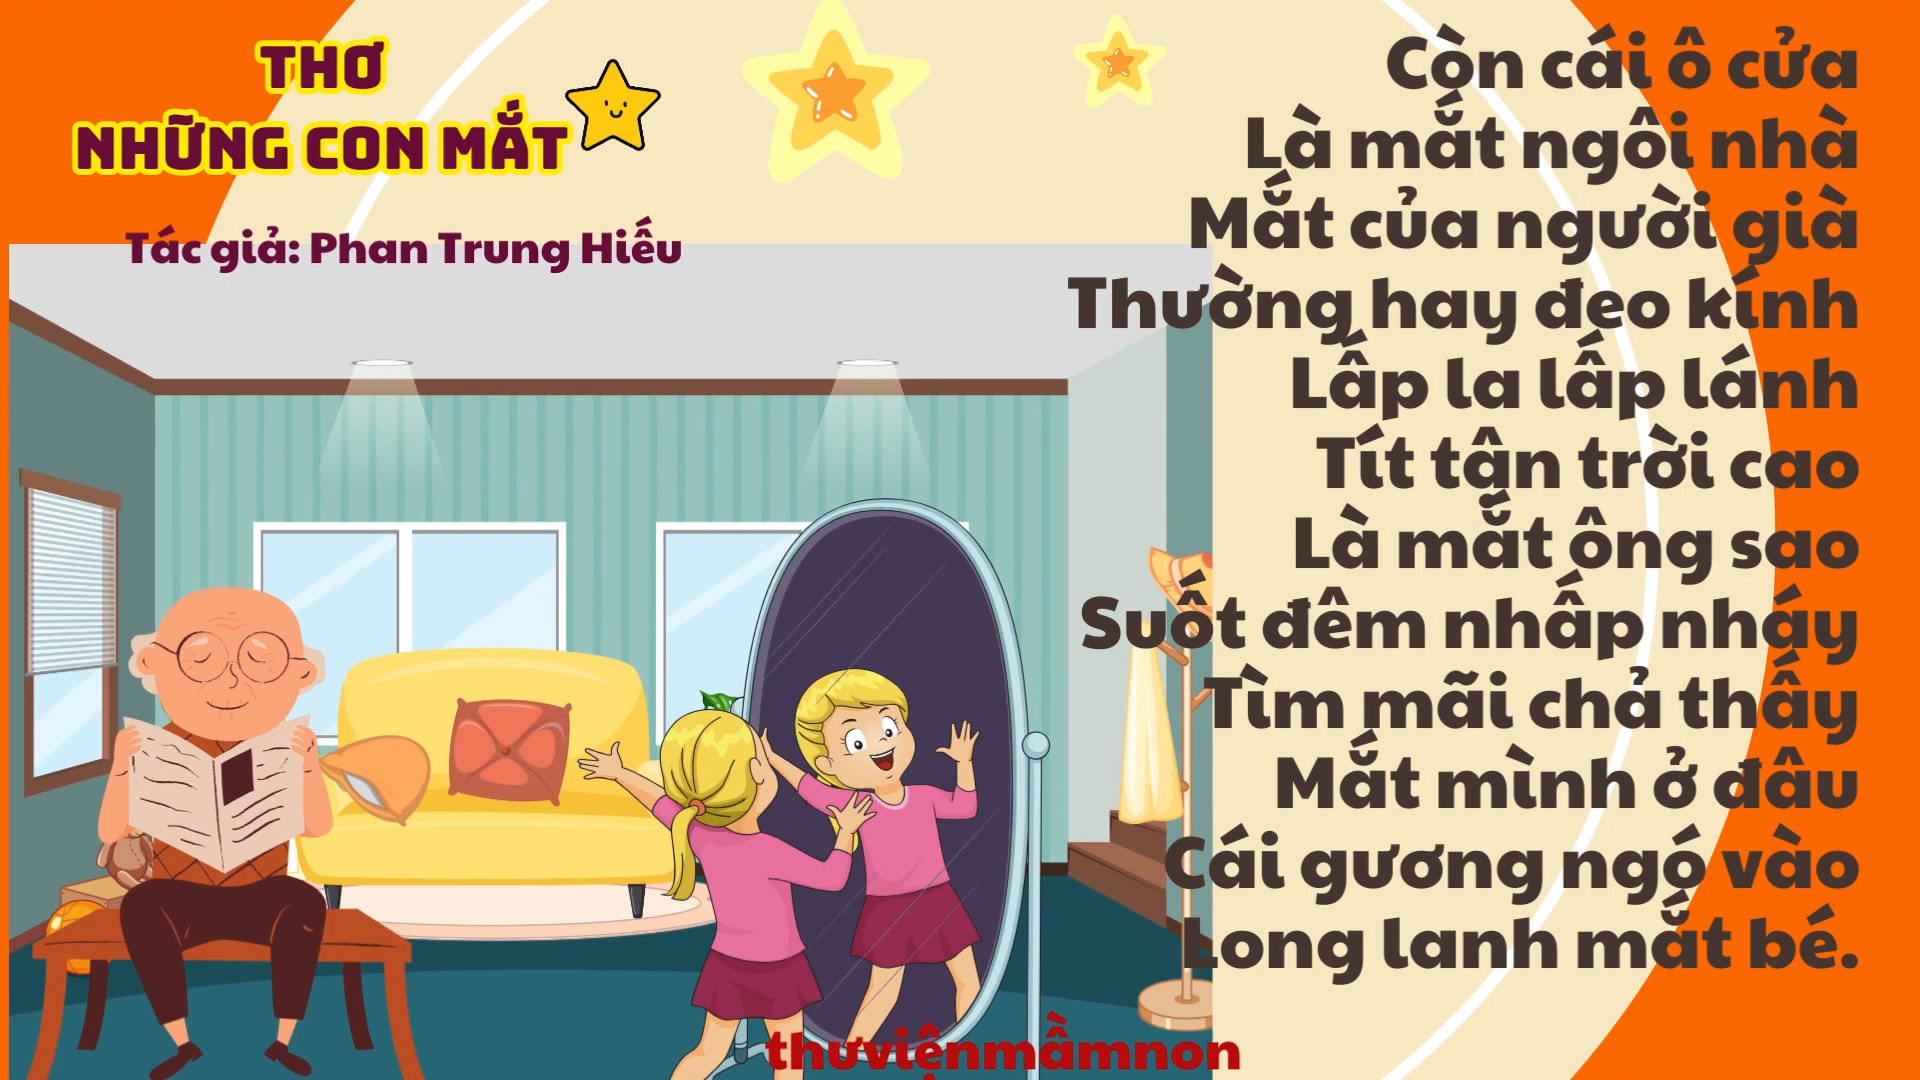 THƠ
NHỮNG CON MẮT
Tác giả: Phan Trung Hiếu
Còn cái ô cửa
Là mắt ngôi nhà
Mắt của người già
Thường hay đeo kính
Lấp la lấp lánh
Tít tận trời cao
Là mắt ông sao
Suốt đêm nhấp nháy
Tìm mãi chả thấy
Mắt mình ở đâu
Cái gương ngó vào
Long lanh mắt bé.
thưviệnmầmnon